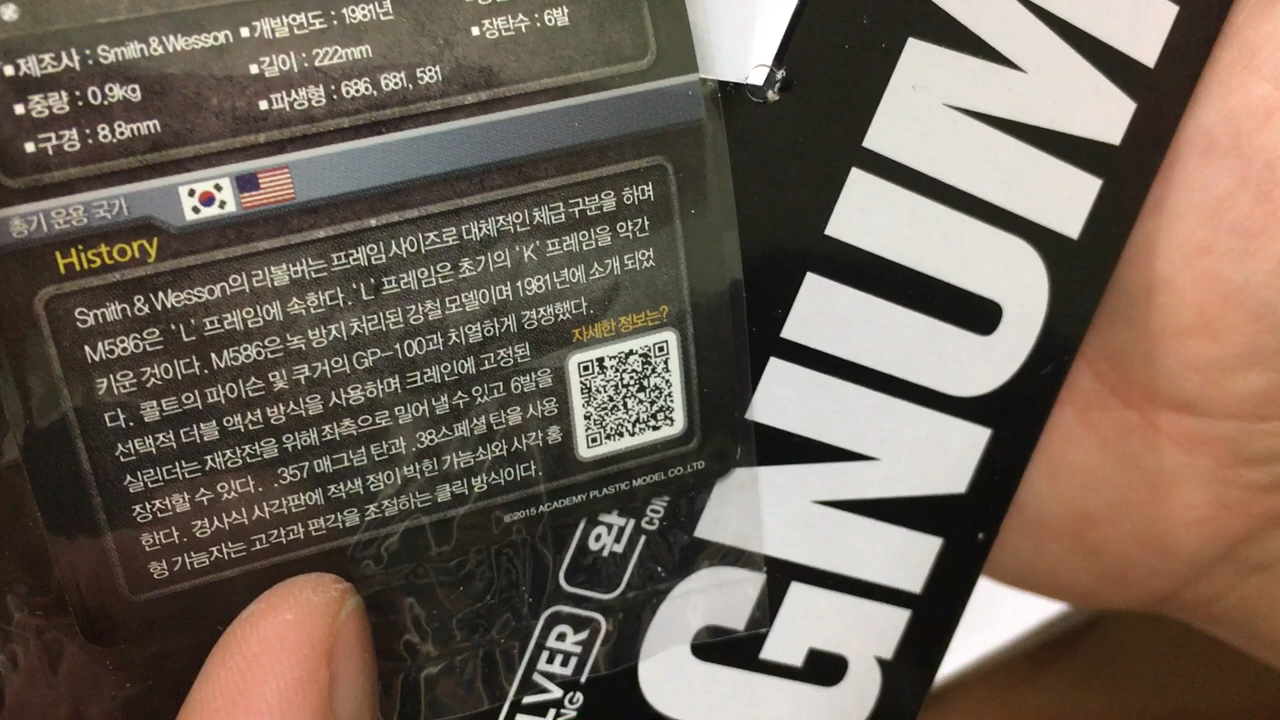 ■제조사 : Smith & Wesson ■개발연도 : 1981년
■장탄수 : 6발
■중량 : 0.9kg ■길이 : 222mm
■구경 : 8.8mm ■파생형 : 686, 681, 581
총기 운용 국가
History
Smith & Wesson의 리볼버는 프레임 사이즈로 대체적인 체급 구분을 하며
M586은 'L' 프레임에 속한다. 'L' 프레임은 초기의 'K' 프레임을 약간
키운 것이다. M586은 녹 방지 처리된 강철 모델이며 1981년에 소개 되었
다. 콜트의 파이슨 및 쿠거의 GP-100과 치열하게 경쟁했다.
선택적 더블 액션 방식을 사용하며 크레인에 고정된
실린더는 재장전을 위해 좌측으로 밀어 낼 수 있고 6발을
장전할 수 있다. .357 매그넘 탄과 .38스페셜 탄을 사용
한다. 경사식 사각판에 적색 점이 박힌 가늠쇠와 사각 홈
형 가늠자는 고각과 편각을 조절하는 클릭 방식이다.
자세한 정보는?
©2015 ACADEMY PLASTIC MODEL CO.,LTD
GNUM
완
COM
LVER
NG